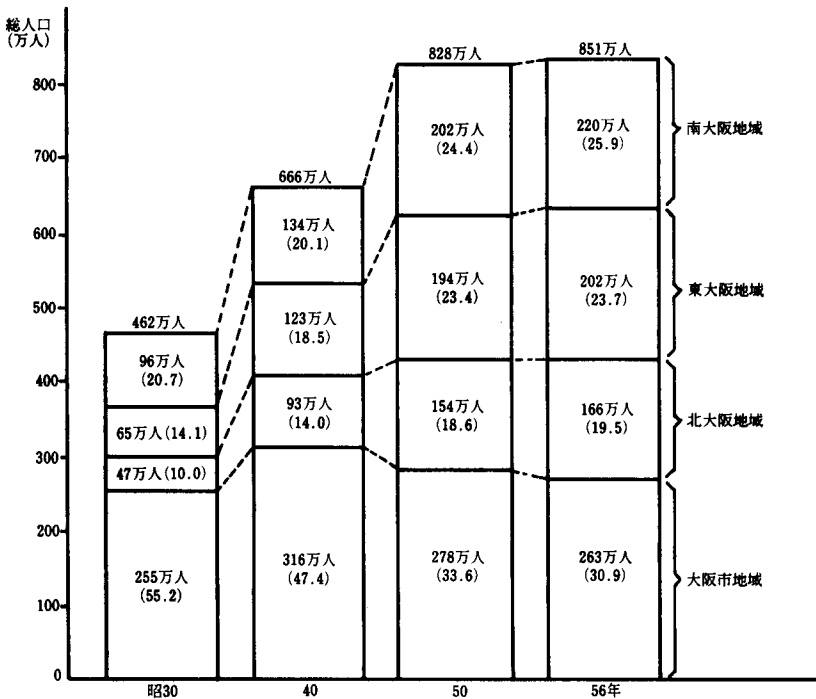 総人口
(万人)
800
700
600
500
400
300
200
100
0
462万人
96万人
(20.7)
65万人(14.1)
47万人(10.0)
255万人
(55.2)
昭30
666万人
134万人
(20.1)
123万人
(18.5)
93万人
(14.0)
316万人
(47.4)
40
828万人
202万人
(24.4)
194万人
(23.4)
154万人
(18.6)
278万人
(33.6)
50
851万人
220万人
(25.9)
202万人
(23.7)
166万人
(19.5)
263万人
(30.9)
56年
南大阪地域
東大阪地域
北大阪地域
大阪市地域